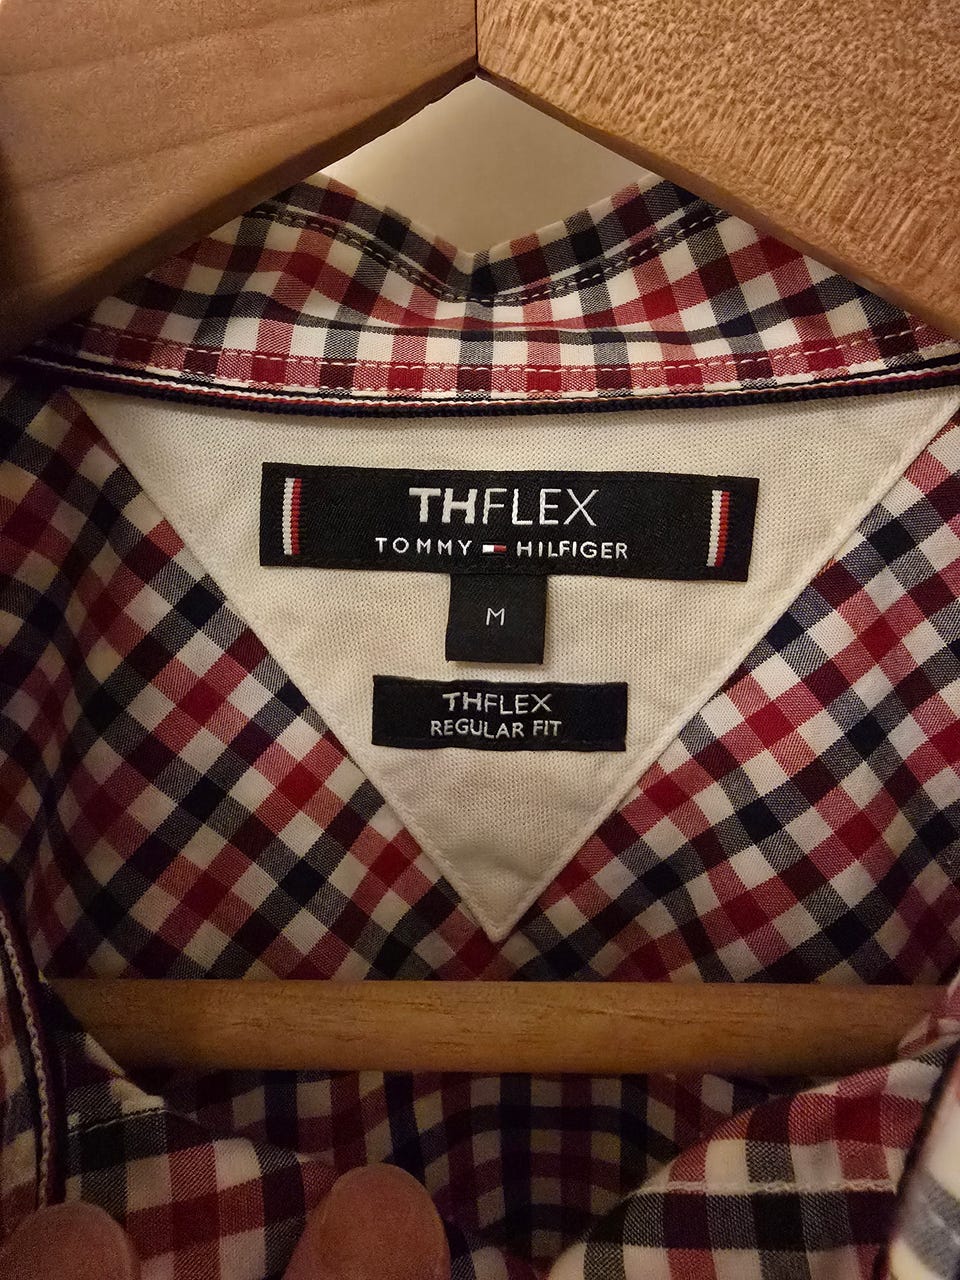 THFLEX
TOMMY HILFIGER
M
THFLEX
REGULAR FIT